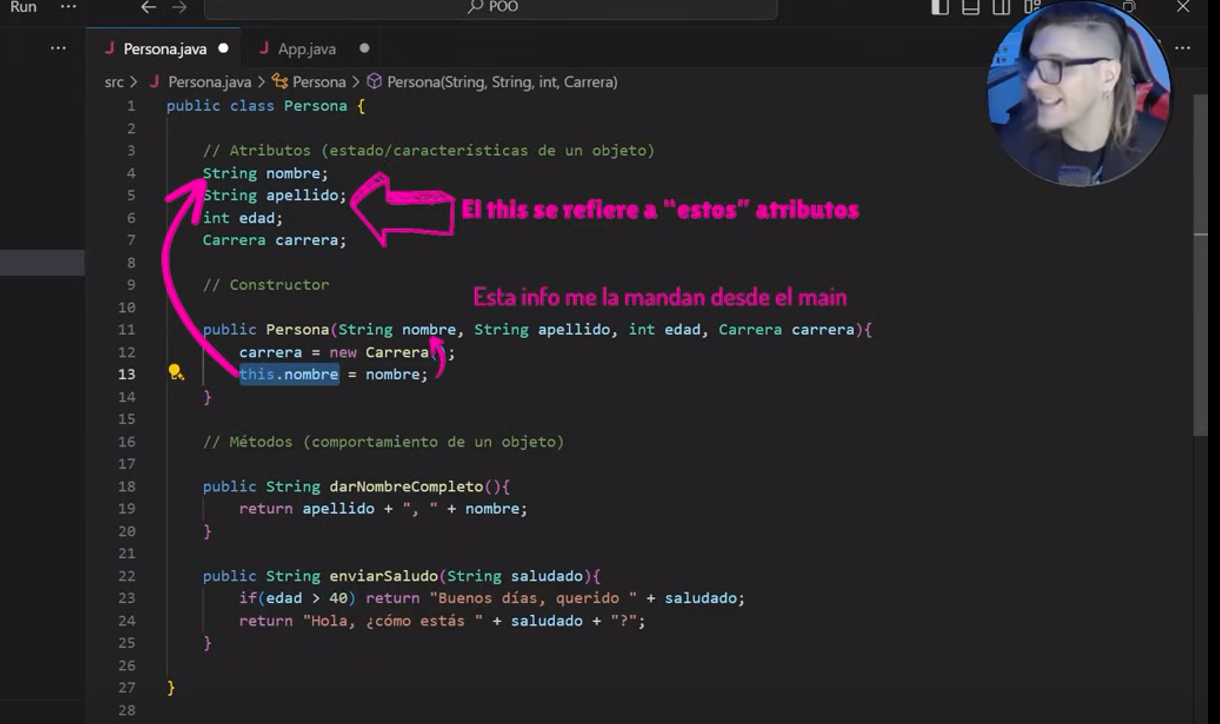 Run ··· ← → POO
··· J Persona.java ● J App.java ● ···
src > J Persona.java > Persona > Persona(String, String, int, Carrera)
1 public class Persona {
2
3 // Atributos (estado/características de un objeto)
4 String nombre;
5 String apellido;
El this se refiere a "estos" atributos
6 int edad;
7 Carrera carrera;
8
9 // Constructor
Esta info me la mandan desde el main
10
11 public Persona(String nombre, String apellido, int edad, Carrera carrera){
12 carrera = new Carrera();
13 this.nombre = nombre;
14 }
15
16 // Métodos (comportamiento de un objeto)
17
18 public String darNombreCompleto(){
19 return apellido + ", " + nombre;
20 }
21
22 public String enviarSaludo(String saludado){
23 if(edad > 40) return "Buenos días, querido " + saludado;
24 return "Hola, ¿cómo estás " + saludado + "?";
25 }
26
27 }
28